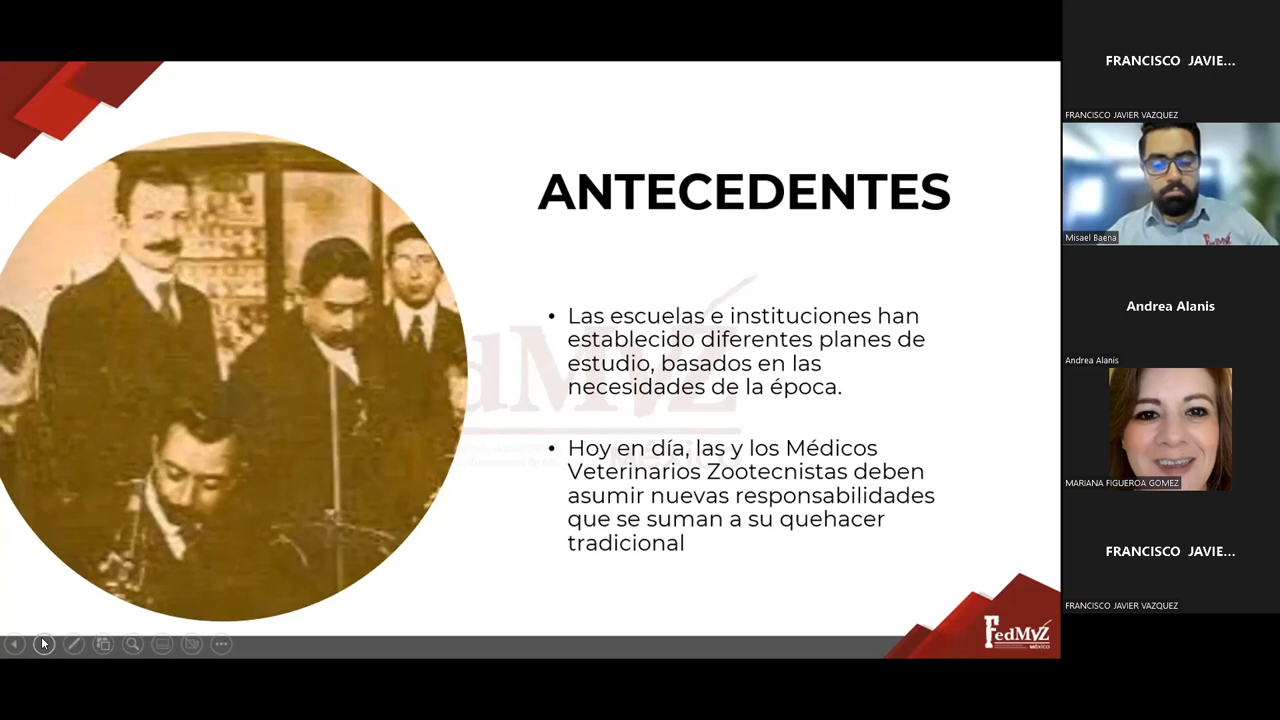 ANTECEDENTES
• Las escuelas e instituciones han
establecido diferentes planes de
estudio, basados en las
necesidades de la época.
• Hoy en día, las y los Médicos
Veterinarios Zootecnistas deben
asumir nuevas responsabilidades
que se suman a su quehacer
tradicional
FedMVZ
México
FRANCISCO JAVIE...
FRANCISCO JAVIER VAZQUEZ
Misael Baena
Andrea Alanis
Andrea Alanis
MARIANA FIGUEROA GOMEZ
FRANCISCO JAVIE...
FRANCISCO JAVIER VAZQUEZ